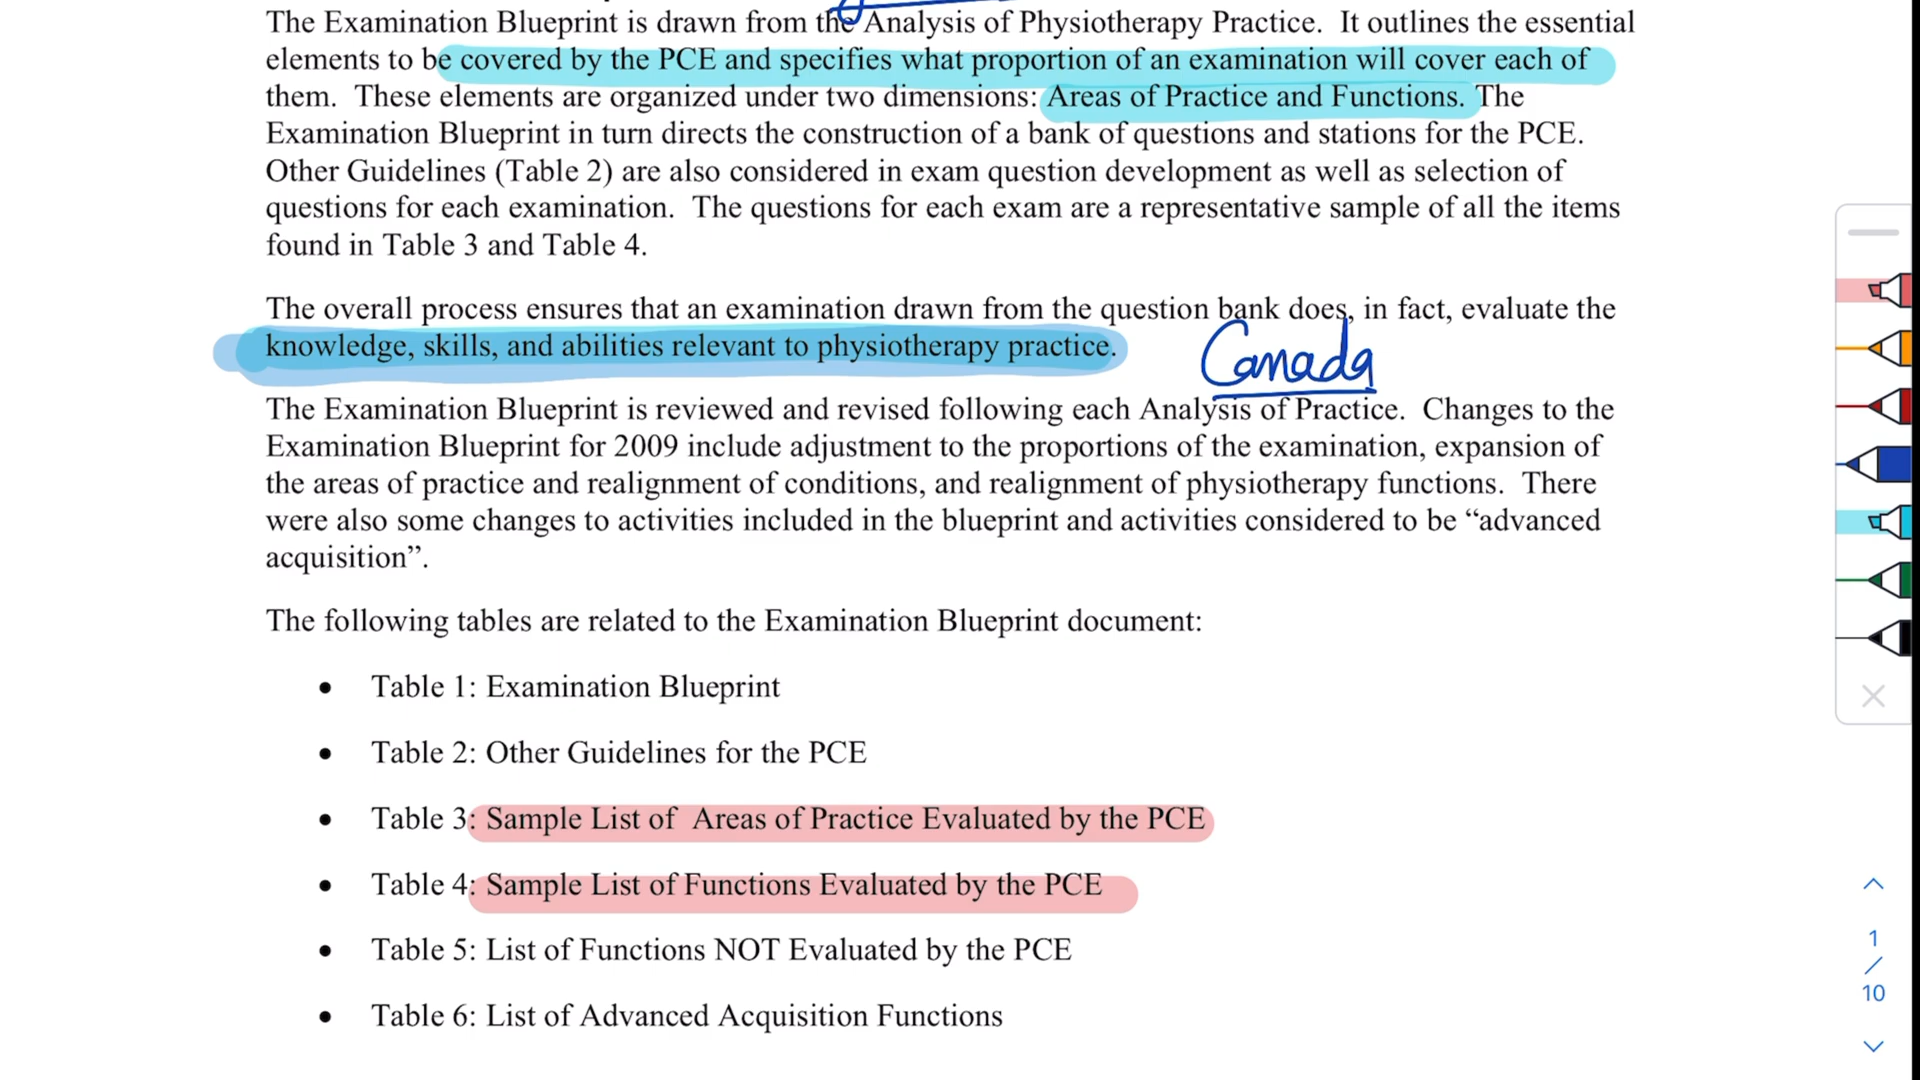 The Examination Blueprint is drawn from the Analysis of Physiotherapy Practice.  It outlines the essential
elements to be covered by the PCE and specifies what proportion of an examination will cover each of
them.  These elements are organized under two dimensions: Areas of Practice and Functions. The
Examination Blueprint in turn directs the construction of a bank of questions and stations for the PCE.
Other Guidelines (Table 2) are also considered in exam question development as well as selection of
questions for each examination.  The questions for each exam are a representative sample of all the items
found in Table 3 and Table 4.
The overall process ensures that an examination drawn from the question bank does, in fact, evaluate the
knowledge, skills, and abilities relevant to physiotherapy practice.
Canada
The Examination Blueprint is reviewed and revised following each Analysis of Practice.  Changes to the
Examination Blueprint for 2009 include adjustment to the proportions of the examination, expansion of
the areas of practice and realignment of conditions, and realignment of physiotherapy functions.  There
were also some changes to activities included in the blueprint and activities considered to be “advanced
acquisition”.
The following tables are related to the Examination Blueprint document:
• Table 1: Examination Blueprint
• Table 2: Other Guidelines for the PCE
• Table 3: Sample List of  Areas of Practice Evaluated by the PCE
• Table 4: Sample List of Functions Evaluated by the PCE
• Table 5: List of Functions NOT Evaluated by the PCE
• Table 6: List of Advanced Acquisition Functions
1
/
10